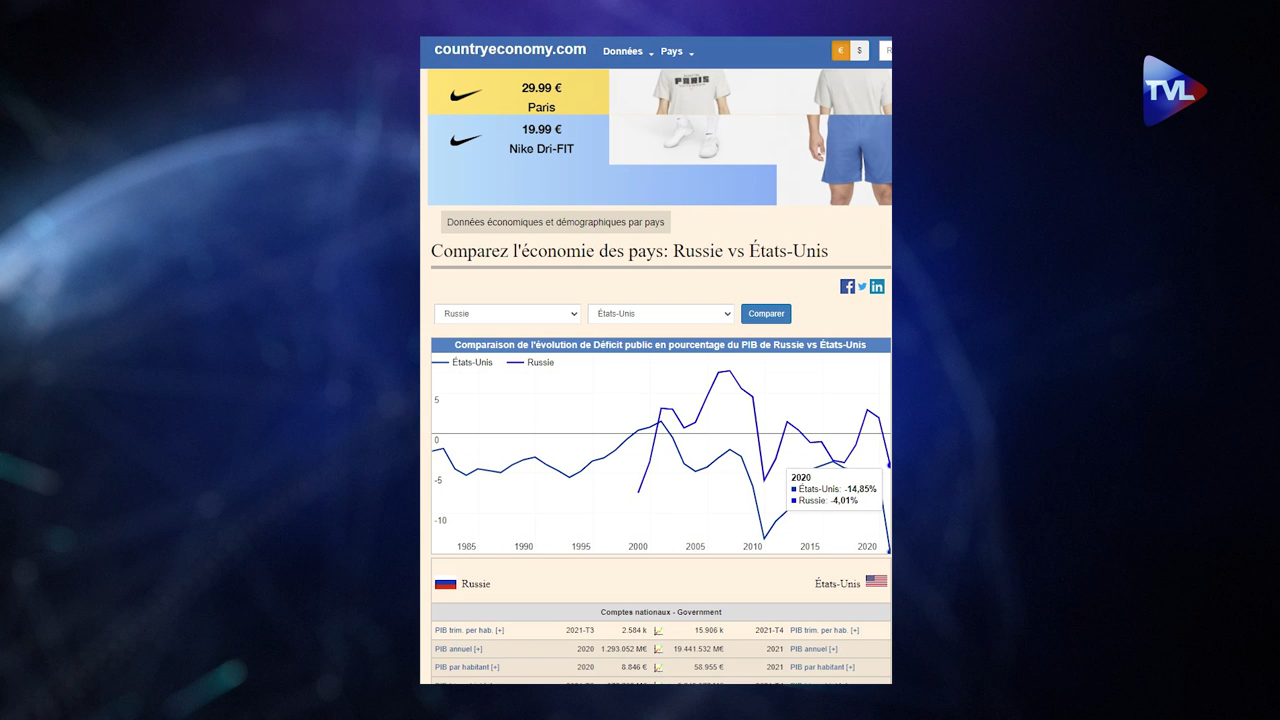 countryeconomy.com Données Pays € $ R
29.99 €
Paris
19.99 €
Nike Dri-FIT
PARIS
TVL
Données économiques et démographiques par pays
Comparez l'économie des pays: Russie vs États-Unis
Russie États-Unis Comparer
Comparaison de l'évolution de Déficit public en pourcentage du PIB de Russie vs États-Unis
États-Unis Russie
5
0
-5
-10
2020
États-Unis: -14,85%
Russie: -4,01%
1985 1990 1995 2000 2005 2010 2015 2020
Russie États-Unis
Comptes nationaux - Government
PIB trim. per hab. [+] 2021-T3 2.584 k 15.906 k 2021-T4 PIB trim. per hab. [+]
PIB annuel [+] 2020 1.293.052 M€ 19.441.532 M€ 2021 PIB annuel [+]
PIB par habitant [+] 2020 8.846 € 58.955 € 2021 PIB par habitant [+]